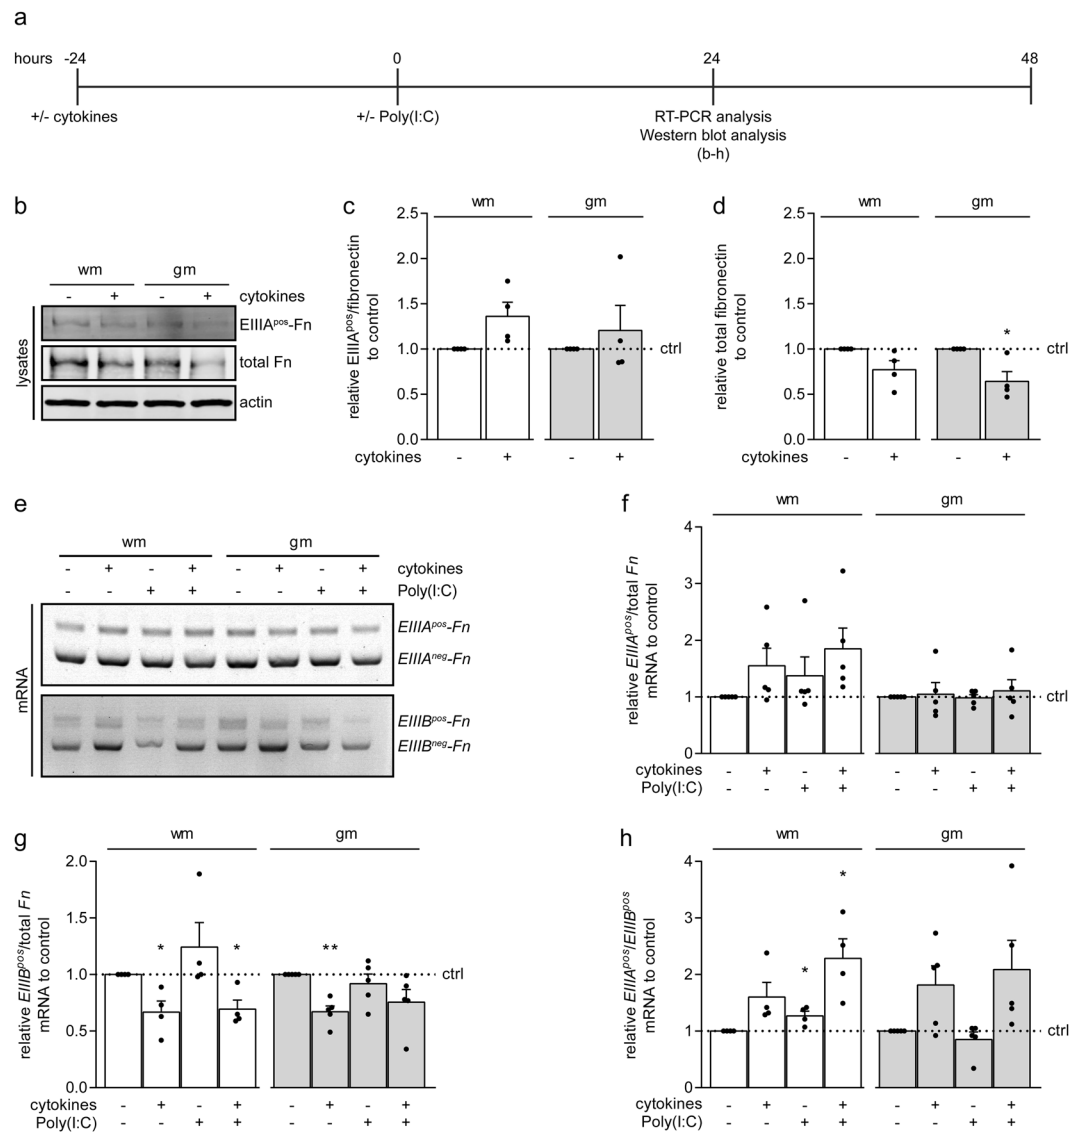 a
hours -24 0 24 48
+/- cytokines +/- Poly(I:C) RT-PCR analysis
Western blot analysis
(b-h)
b
wm gm
- + - + cytokines
EIIIApos-Fn
total Fn
actin
lysates
c
wm gm
relative EIIIApos/fibronectin
to control
2.5
2.0
1.5
1.0
0.5
0.0
ctrl
cytokines - + - +
d
wm gm
relative total fibronectin
to control
2.5
2.0
1.5
1.0
0.5
0.0
*
ctrl
cytokines - + - +
e
wm gm
- + - + - + - + cytokines
- - + + - - + + Poly(I:C)
EIIIApos-Fn
EIIIAneg-Fn
EIIIBpos-Fn
EIIIBneg-Fn
mRNA
f
wm gm
relative EIIIApos/total Fn
mRNA to control
4
3
2
1
0
ctrl
cytokines - + - + - + - +
Poly(I:C) - - + + - - + +
g
wm gm
relative EIIIBpos/total Fn
mRNA to control
2.0
1.5
1.0
0.5
0.0
* * **
ctrl
cytokines - + - + - + - +
Poly(I:C) - - + + - - + +
h
wm gm
relative EIIIApos/EIIIBpos
mRNA to control
4
3
2
1
0
* *
ctrl
cytokines - + - + - + - +
Poly(I:C) - - + + - - + +